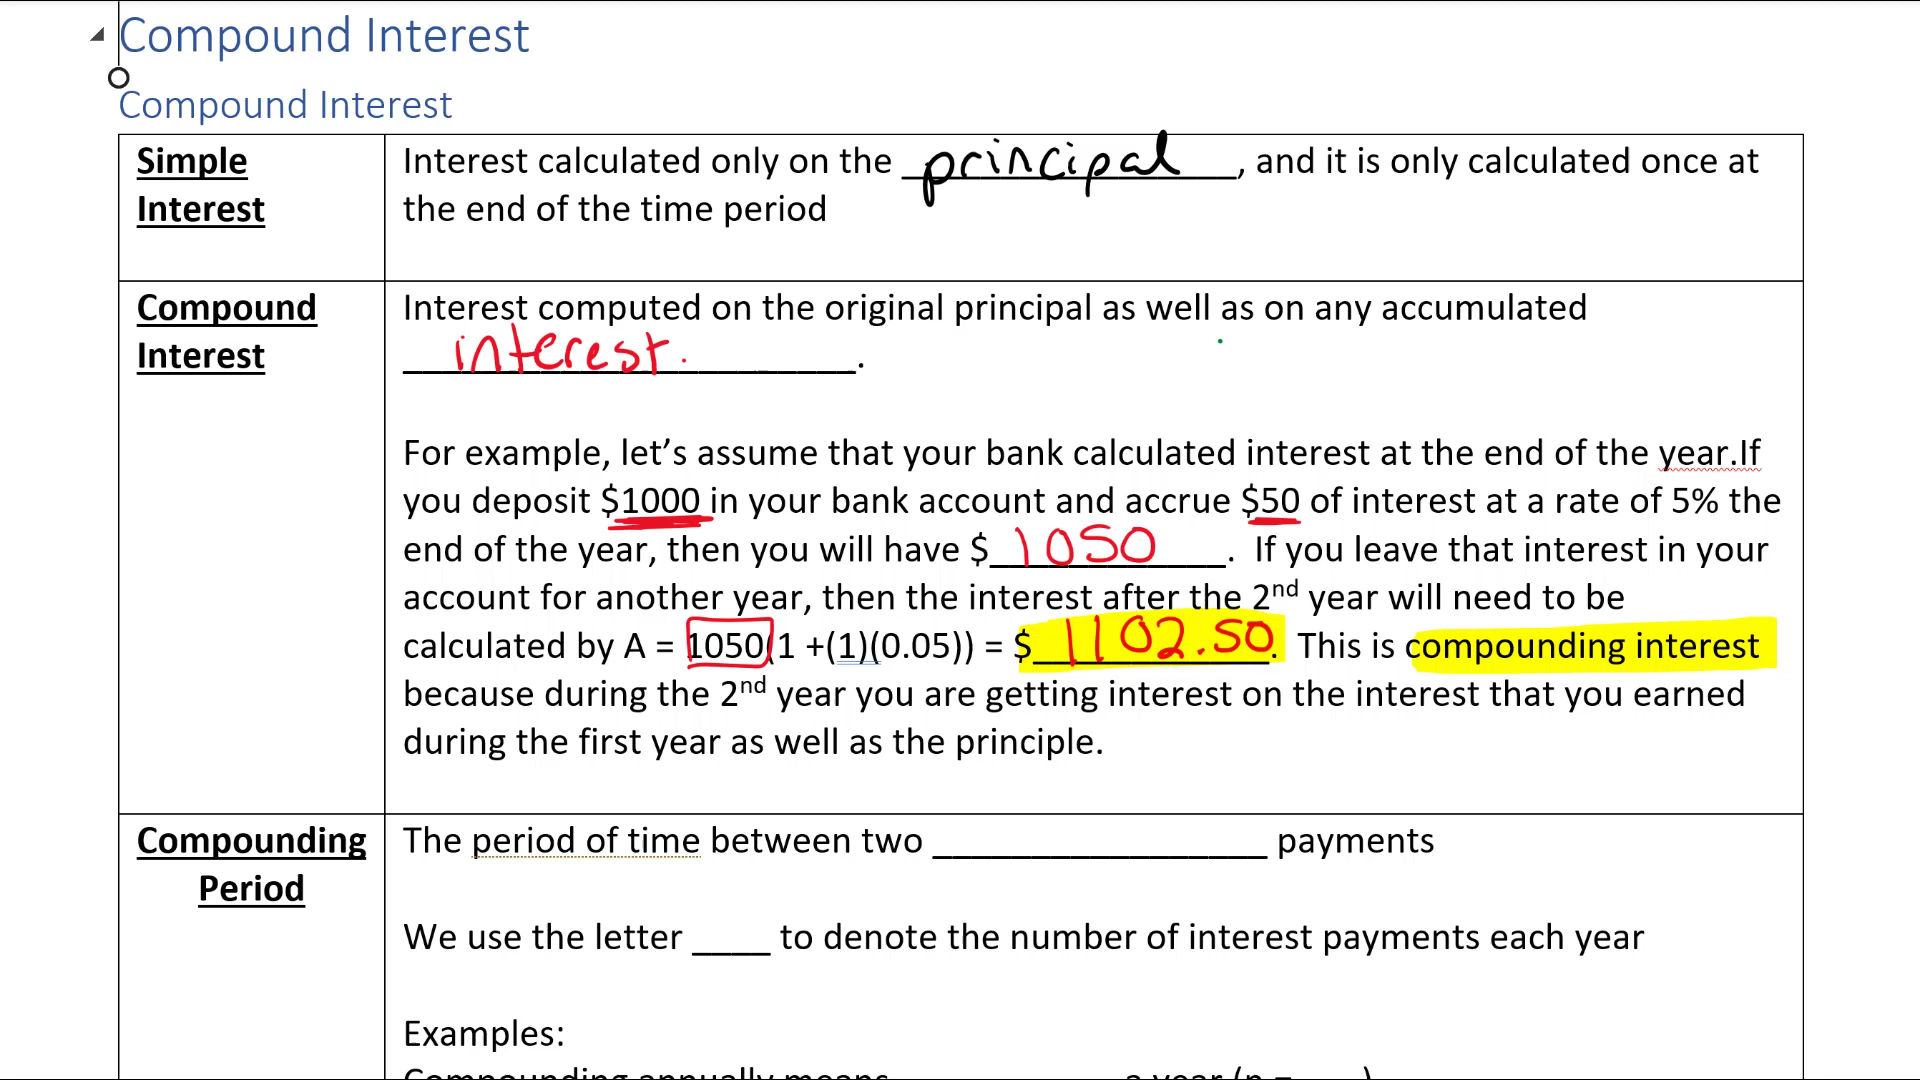 Compound Interest
Compound Interest
Simple Interest
Interest calculated only on the principal, and it is only calculated once at
the end of the time period
Compound Interest
Interest computed on the original principal as well as on any accumulated
interest.
For example, let’s assume that your bank calculated interest at the end of the year.If
you deposit $1000 in your bank account and accrue $50 of interest at a rate of 5% the
end of the year, then you will have $1050. If you leave that interest in your
account for another year, then the interest after the 2nd year will need to be
calculated by A = 1050(1 +(1)(0.05)) = $1102.50. This is compounding interest
because during the 2nd year you are getting interest on the interest that you earned
during the first year as well as the principle.
Compounding Period
The period of time between two _________________ payments
We use the letter ____ to denote the number of interest payments each year
Examples:
Compounding annually means ____________ a year (n = ____)